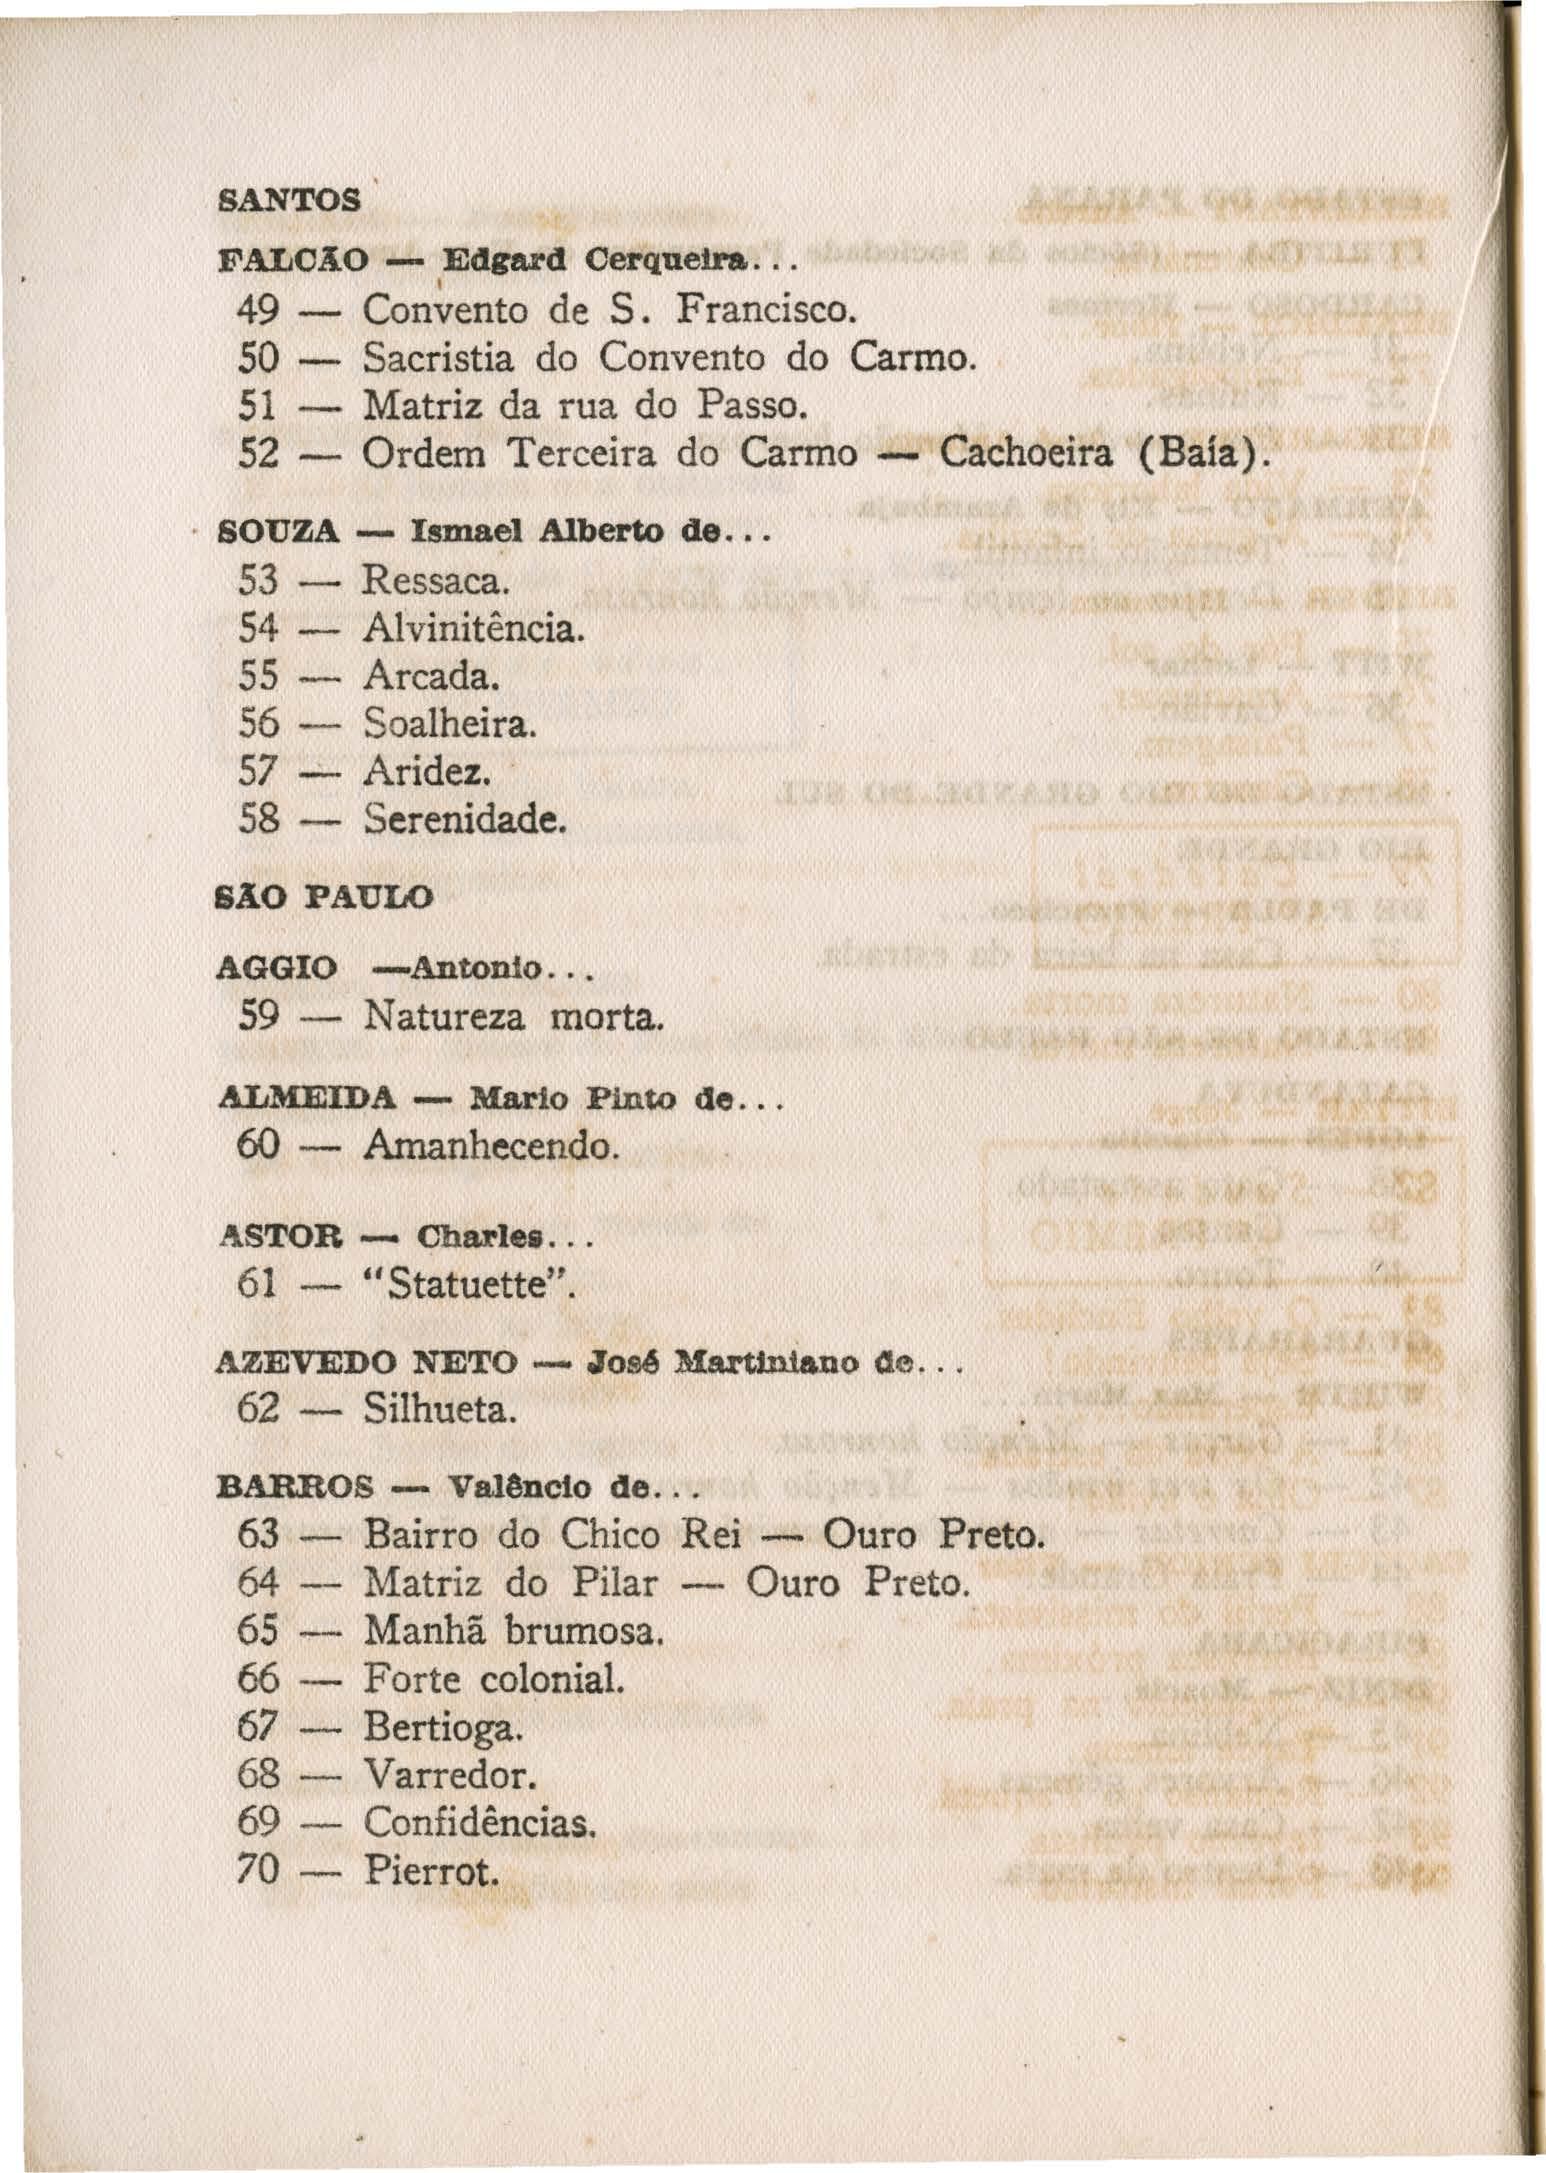 SANTOS
FALCÃO — Edgard Cerqueira...
49 — Convento de S. Francisco.
50 — Sacristia do Convento do Carmo.
51 — Matriz da rua do Passo.
52 — Ordem Terceira do Carmo — Cachoeira (Baía).
SOUZA — Ismael Alberto de...
53 — Ressaca.
54 — Alvinitência.
55 — Arcada.
56 — Soalheira.
57 — Aridez.
58 — Serenidade.
SÃO PAULO
AGGIO —Antonio...
59 — Natureza morta.
ALMEIDA — Mario Pinto de...
60 — Amanhecendo.
ASTOR — Charles...
61 — “Statuette”.
AZEVEDO NETO — José Martiniano de...
62 — Silhueta.
BARROS — Valêncio de...
63 — Bairro do Chico Rei — Ouro Preto.
64 — Matriz do Pilar — Ouro Preto.
65 — Manhã brumosa.
66 — Forte colonial.
67 — Bertioga.
68 — Varredor.
69 — Confidências.
70 — Pierrot.